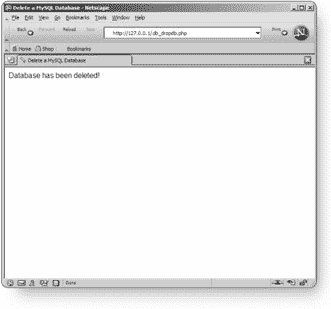 Delete a MySQL Database - Netscape
File Edit View Go Bookmarks Tools Window Help
Back Forward Reload Stop http://127.0.0.1/db_dropdb.php Print
Home Shop Bookmarks
Delete a MySQL Database
Database has been deleted!
Done